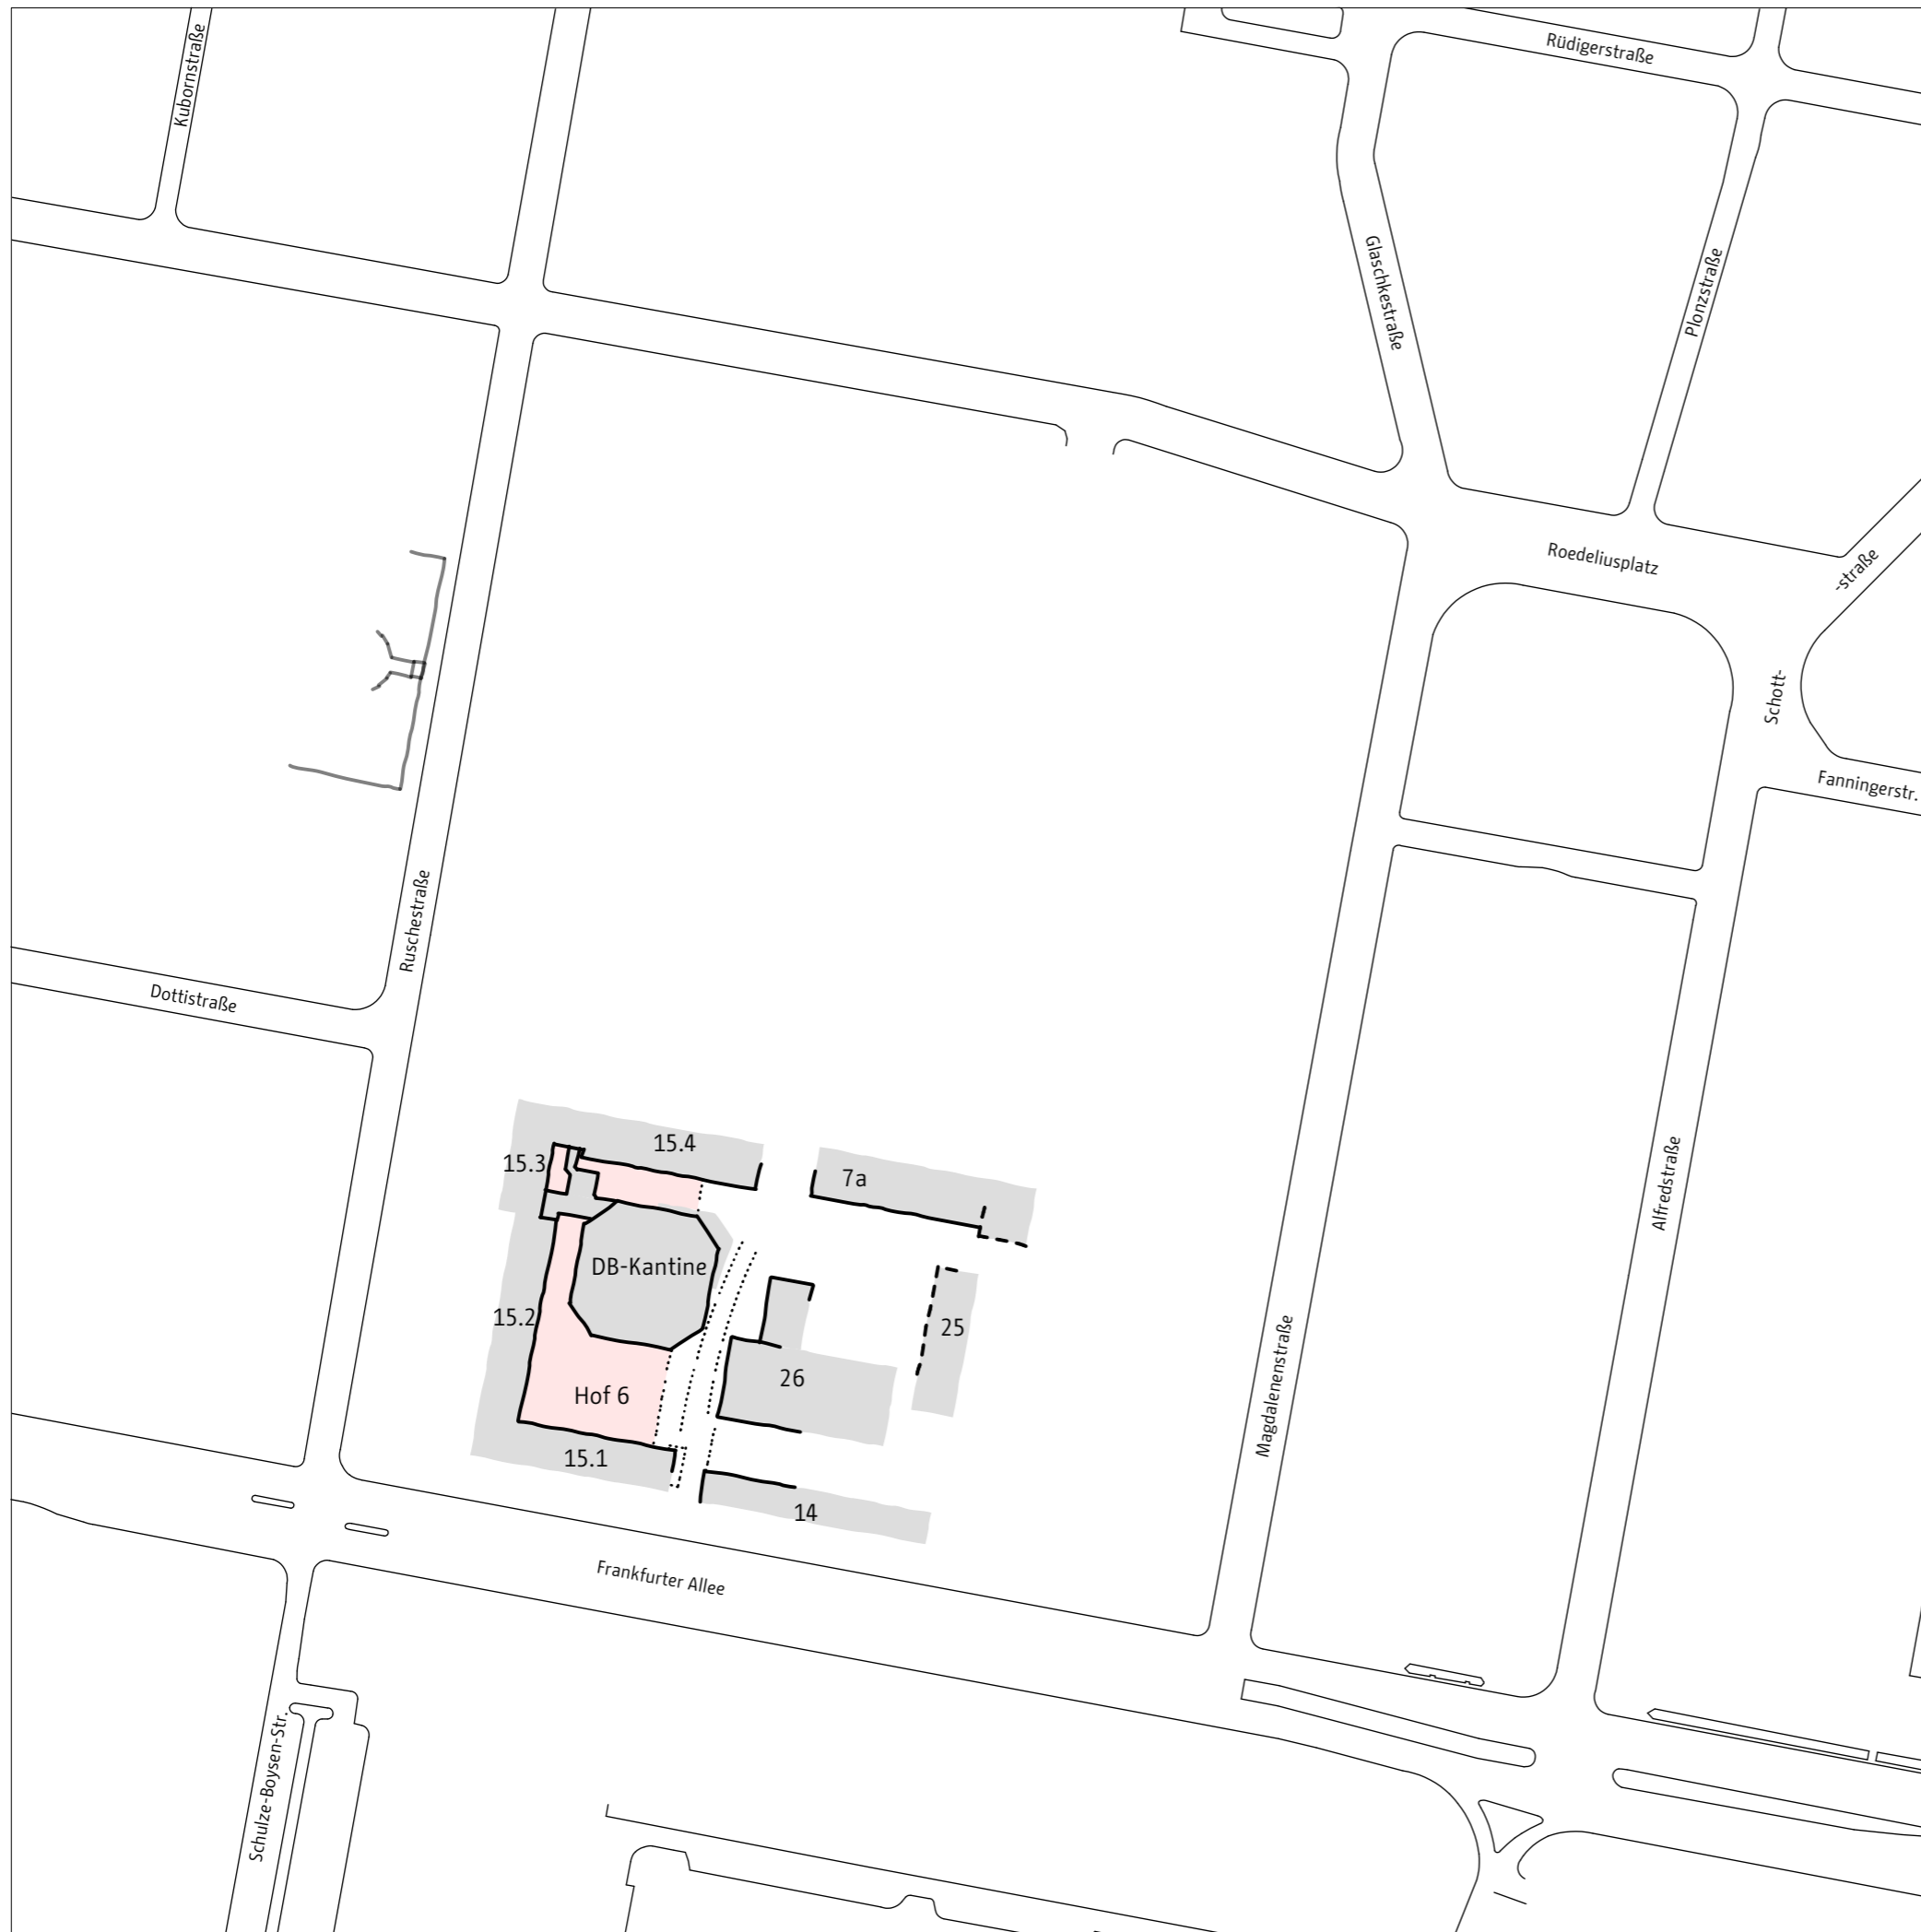 Kubornstraße
Rüdigerstraße
Glaschkestraße
Plonzstraße
Roedeliusplatz
-straße
Schott-
Fanningerstr.
Ruschestraße
Dottistraße
15.4
15.3
7a
DB-Kantine
15.2
25
26
Hof 6
15.1
14
Alfredstraße
Magdalenenstraße
Frankfurter Allee
Schulze-Boysen-Str.